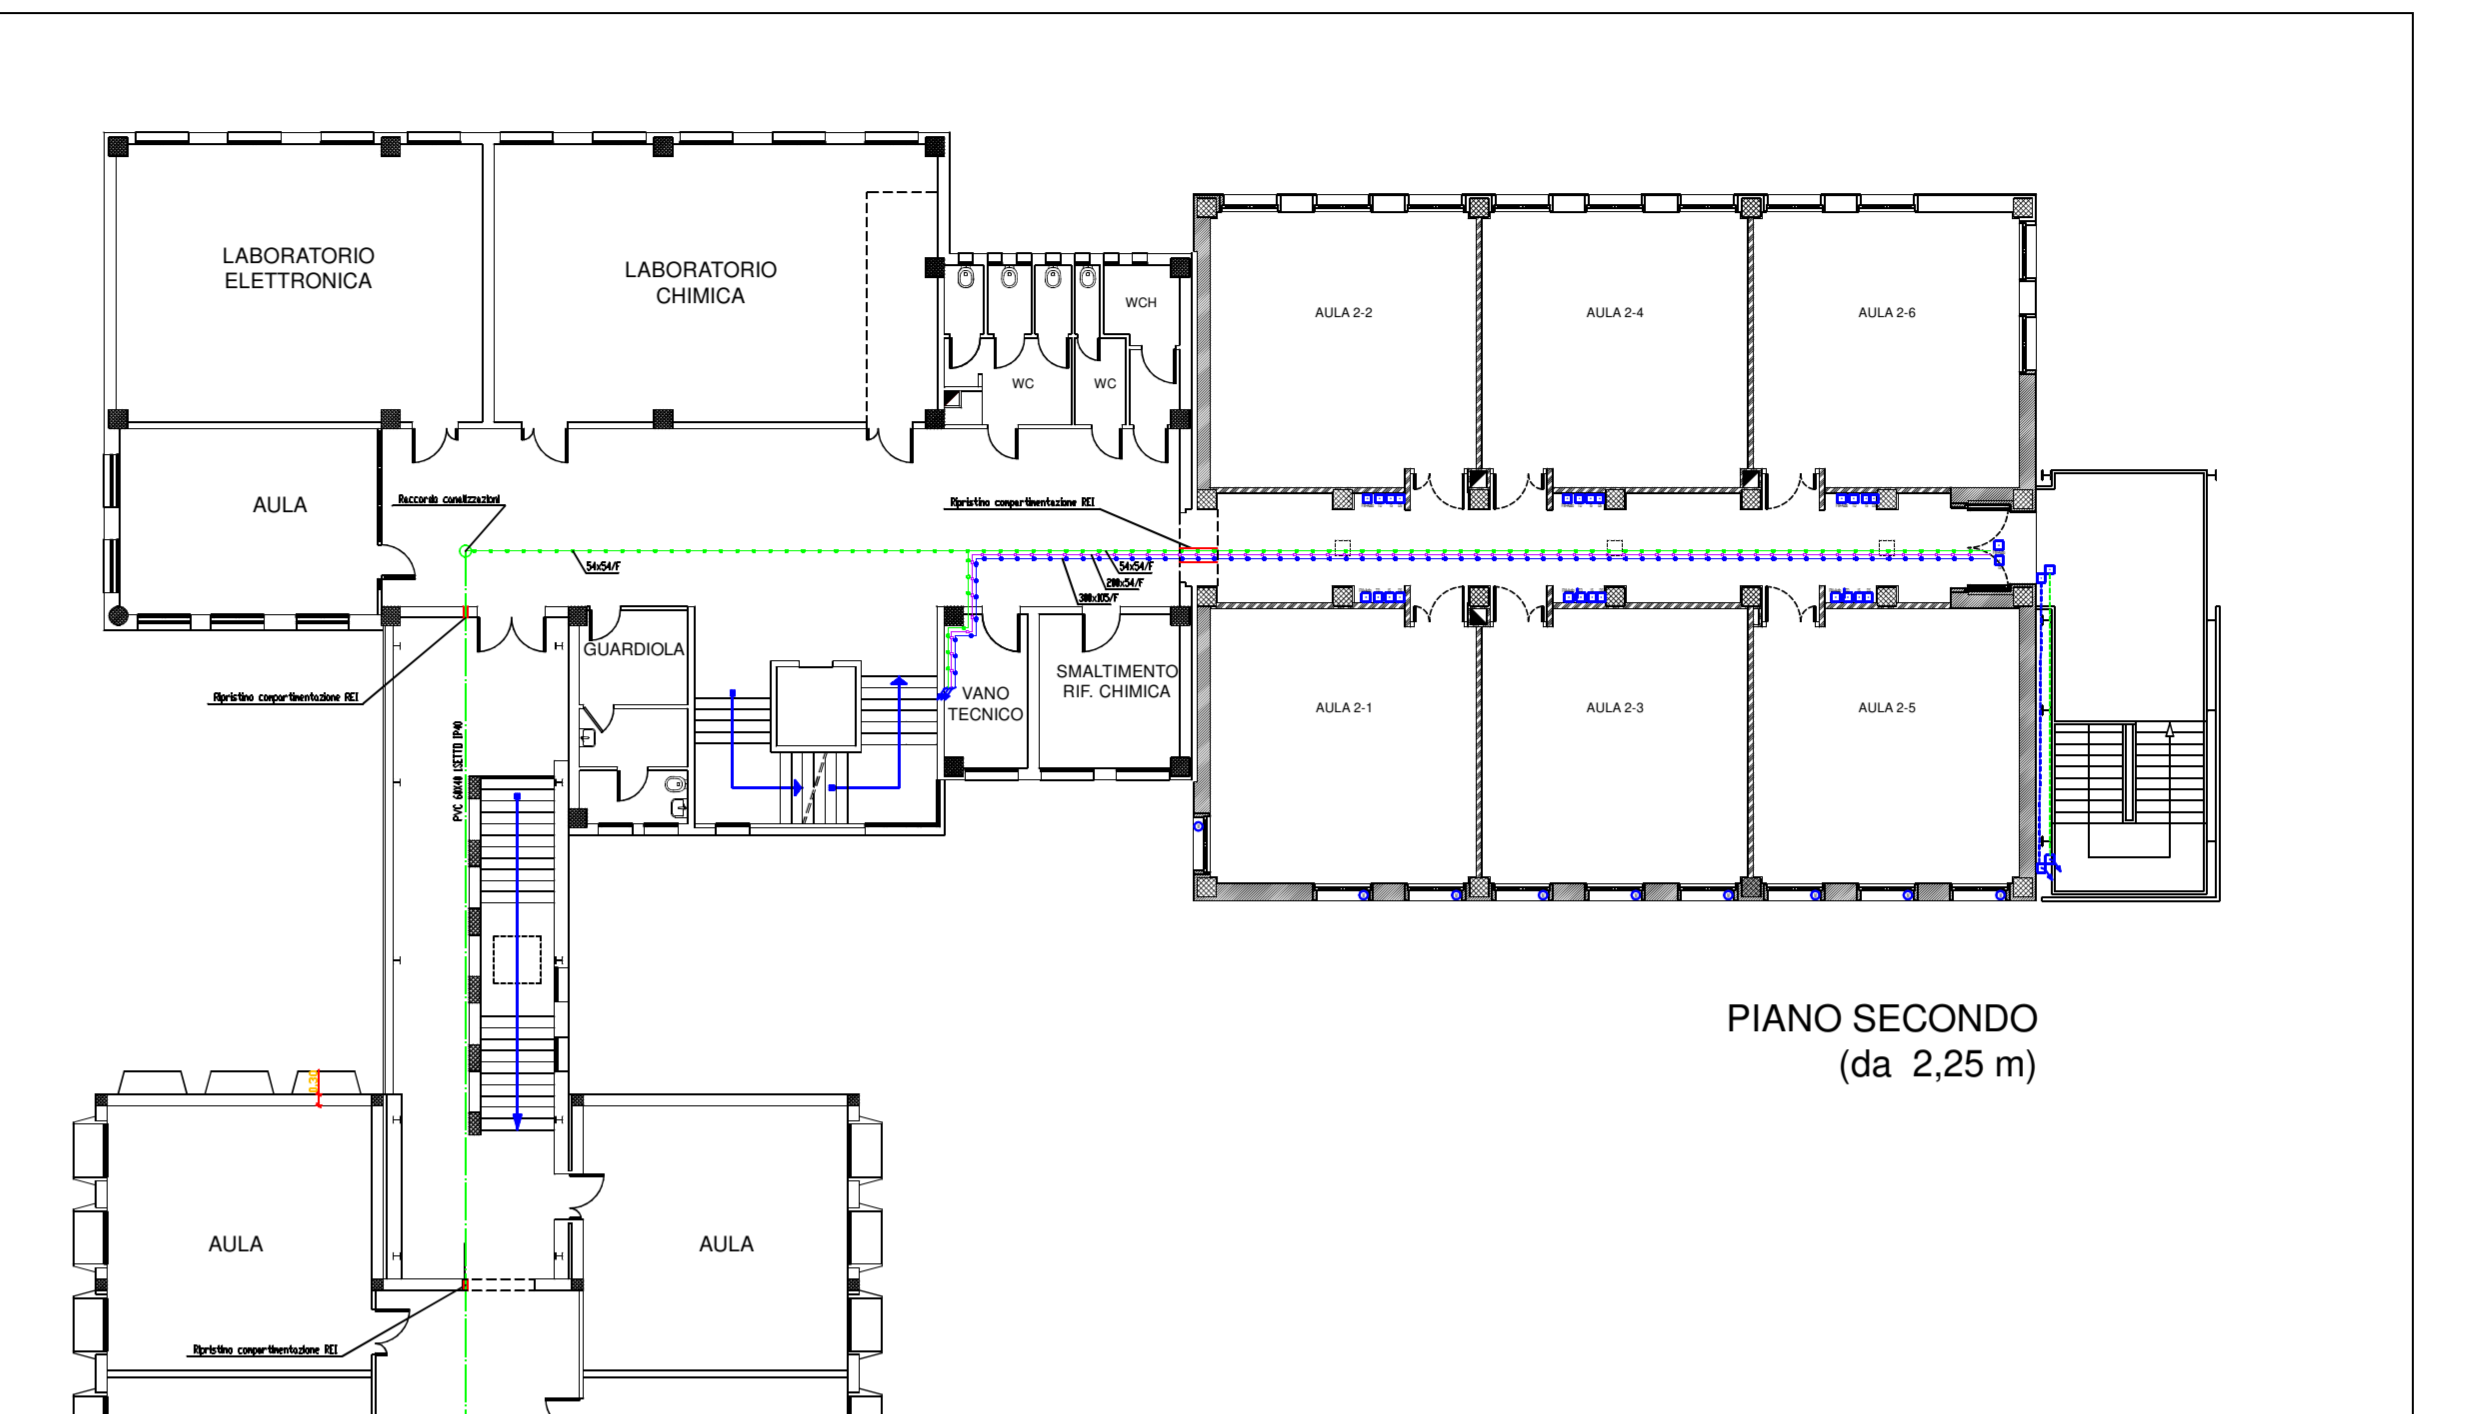 LABORATORIO
ELETTRONICA
LABORATORIO
CHIMICA
WCH
WC
WC
AULA 2-2
AULA 2-4
AULA 2-6
AULA
Raccordo canalizzazioni
Ripristino compartimentazione REI
54x54/F
54x54/F
200x54/F
300x105/F
GUARDIOLA
Ripristino compartimentazione REI
VANO
TECNICO
SMALTIMENTO
RIF. CHIMICA
AULA 2-1
AULA 2-3
AULA 2-5
PVC 60X40 1SETTO IP40
PIANO SECONDO
(da 2,25 m)
0.30
AULA
AULA
Ripristino compartimentazione REI